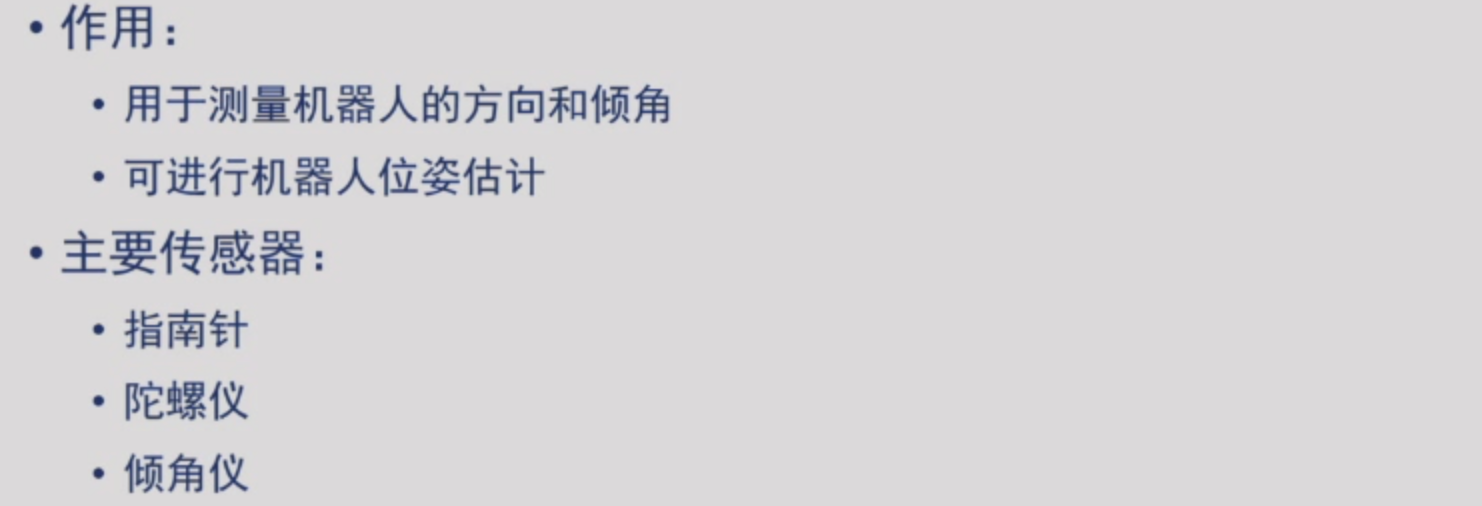 • 作用：
• 用于测量机器人的方向和倾角
• 可进行机器人位姿估计
• 主要传感器：
• 指南针
• 陀螺仪
• 倾角仪